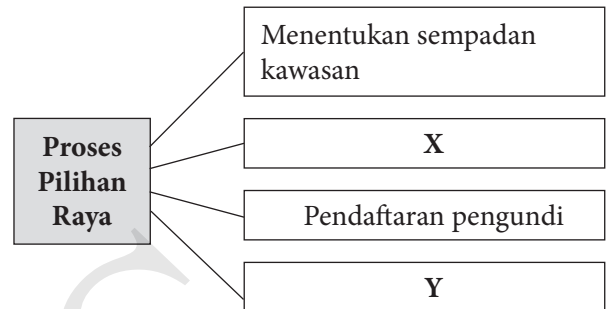 Menentukan sempadan
kawasan
Proses
Pilihan
Raya
X
Pendaftaran pengundi
Y